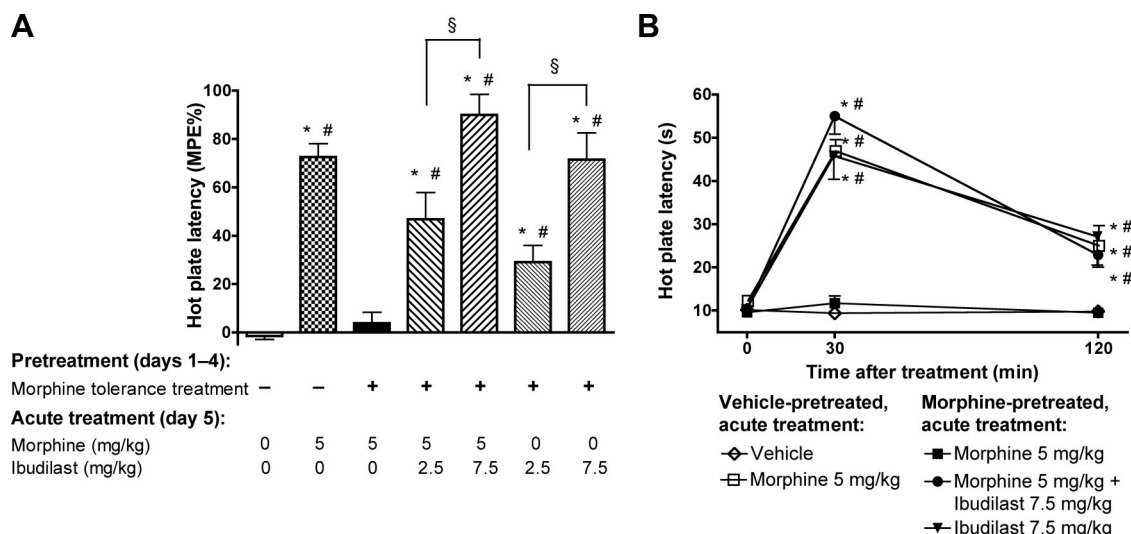 A
§
§
* #
* #
* #
* #
* #
Hot plate latency (MPE%)
100
80
60
40
20
0
Pretreatment (days 1–4):
Morphine tolerance treatment – – + + + + +
Acute treatment (day 5):
Morphine (mg/kg) 0 5 5 5 5 0 0
Ibudilast (mg/kg) 0 0 0 2.5 7.5 2.5 7.5
B
Hot plate latency (s)
60
50
40
30
20
10
* #
* #
* #
* #
* #
* #
0 30 120
Time after treatment (min)
Vehicle-pretreated,
acute treatment:
Vehicle
Morphine 5 mg/kg
Morphine-pretreated,
acute treatment:
Morphine 5 mg/kg
Morphine 5 mg/kg +
Ibudilast 7.5 mg/kg
Ibudilast 7.5 mg/kg